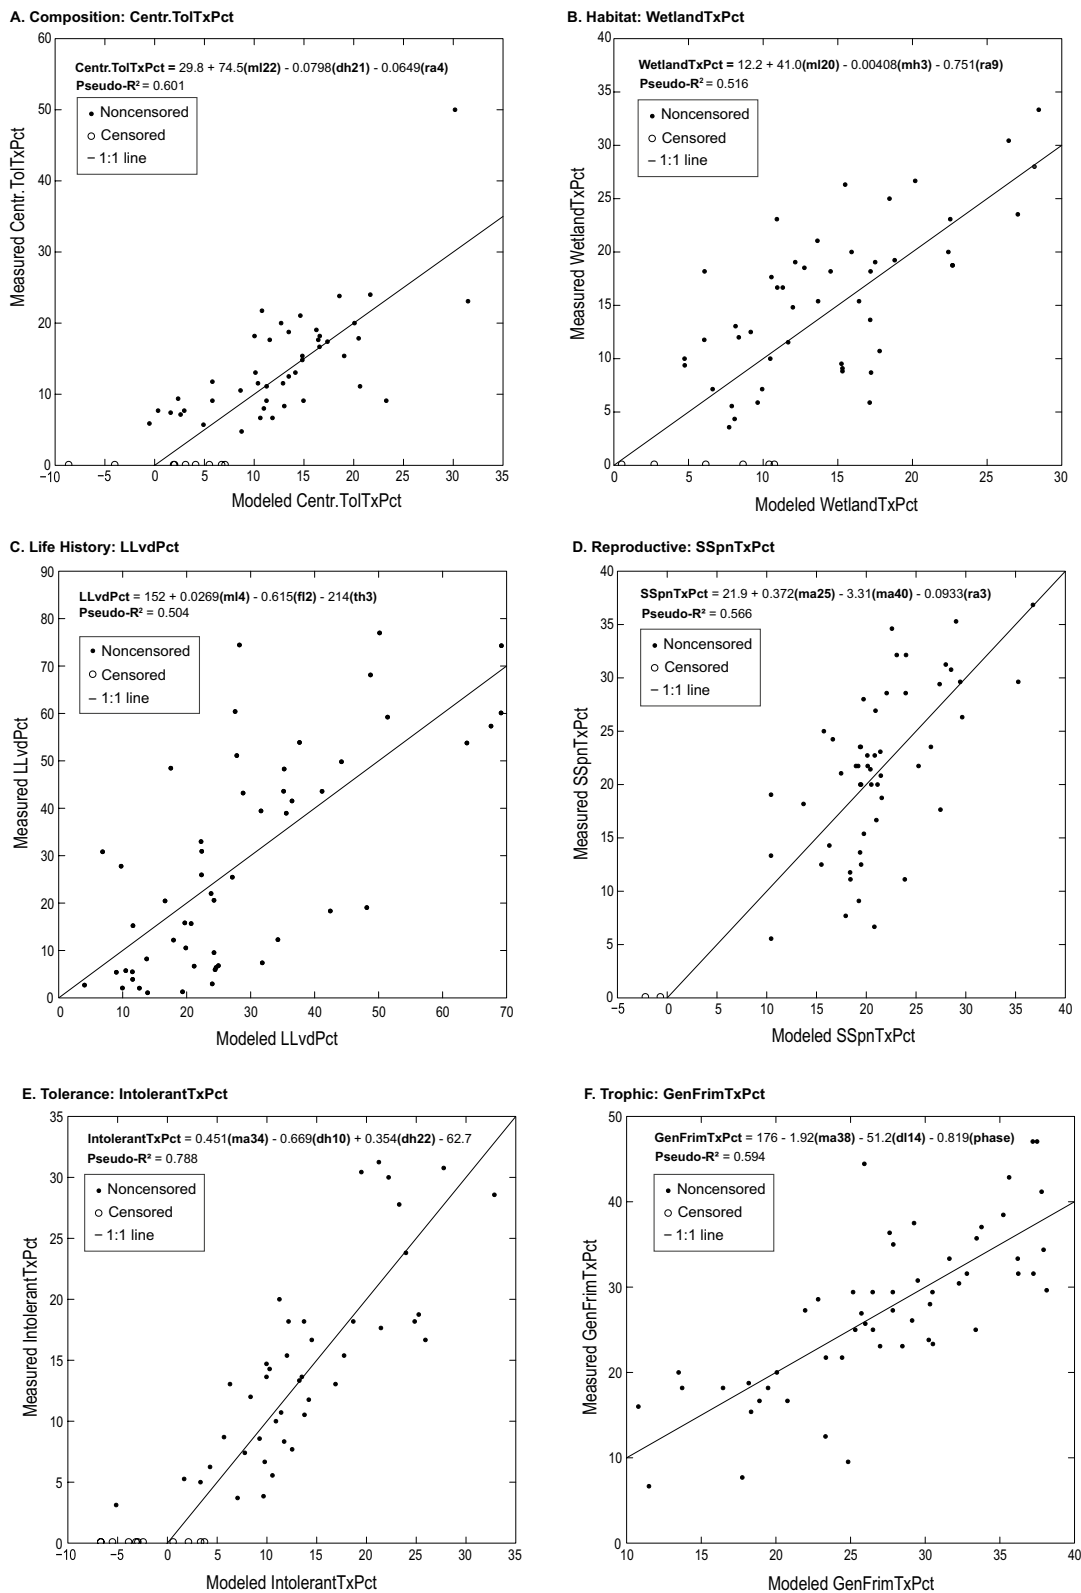 A. Composition: Centr.TolTxPct
60
50
40
30
20
10
0
Measured Centr.TolTxPct
Centr.TolTxPct = 29.8 + 74.5(ml22) - 0.0798(dh21) - 0.0649(ra4)
Pseudo-R² = 0.601
Noncensored
Censored
– 1:1 line
−10 −5 0 5 10 15 20 25 30 35
Modeled Centr.TolTxPct
B. Habitat: WetlandTxPct
40
35
30
25
20
15
10
5
0
Measured WetlandTxPct
WetlandTxPct = 12.2 + 41.0(ml20) - 0.00408(mh3) - 0.751(ra9)
Pseudo-R² = 0.516
Noncensored
Censored
– 1:1 line
0 5 10 15 20 25 30
Modeled WetlandTxPct
C. Life History: LLvdPct
90
80
70
60
50
40
30
20
10
0
Measured LLvdPct
LLvdPct = 152 + 0.0269(ml4) - 0.615(fl2) - 214(th3)
Pseudo-R² = 0.504
Noncensored
Censored
– 1:1 line
0 10 20 30 40 50 60 70
Modeled LLvdPct
D. Reproductive: SSpnTxPct
40
35
30
25
20
15
10
5
0
Measured SSpnTxPct
SSpnTxPct = 21.9 + 0.372(ma25) - 3.31(ma40) - 0.0933(ra3)
Pseudo-R² = 0.566
Noncensored
Censored
– 1:1 line
−5 0 5 10 15 20 25 30 35 40
Modeled SSpnTxPct
E. Tolerance: IntolerantTxPct
35
30
25
20
15
10
5
0
Measured IntolerantTxPct
IntolerantTxPct = 0.451(ma34) - 0.669(dh10) + 0.354(dh22) - 62.7
Pseudo-R² = 0.788
Noncensored
Censored
– 1:1 line
−10 −5 0 5 10 15 20 25 30 35
Modeled IntolerantTxPct
F. Trophic: GenFrimTxPct
50
40
30
20
10
0
Measured GenFrimTxPct
GenFrimTxPct = 176 - 1.92(ma38) - 51.2(dl14) - 0.819(phase)
Pseudo-R² = 0.594
Noncensored
Censored
– 1:1 line
10 15 20 25 30 35 40
Modeled GenFrimTxPct